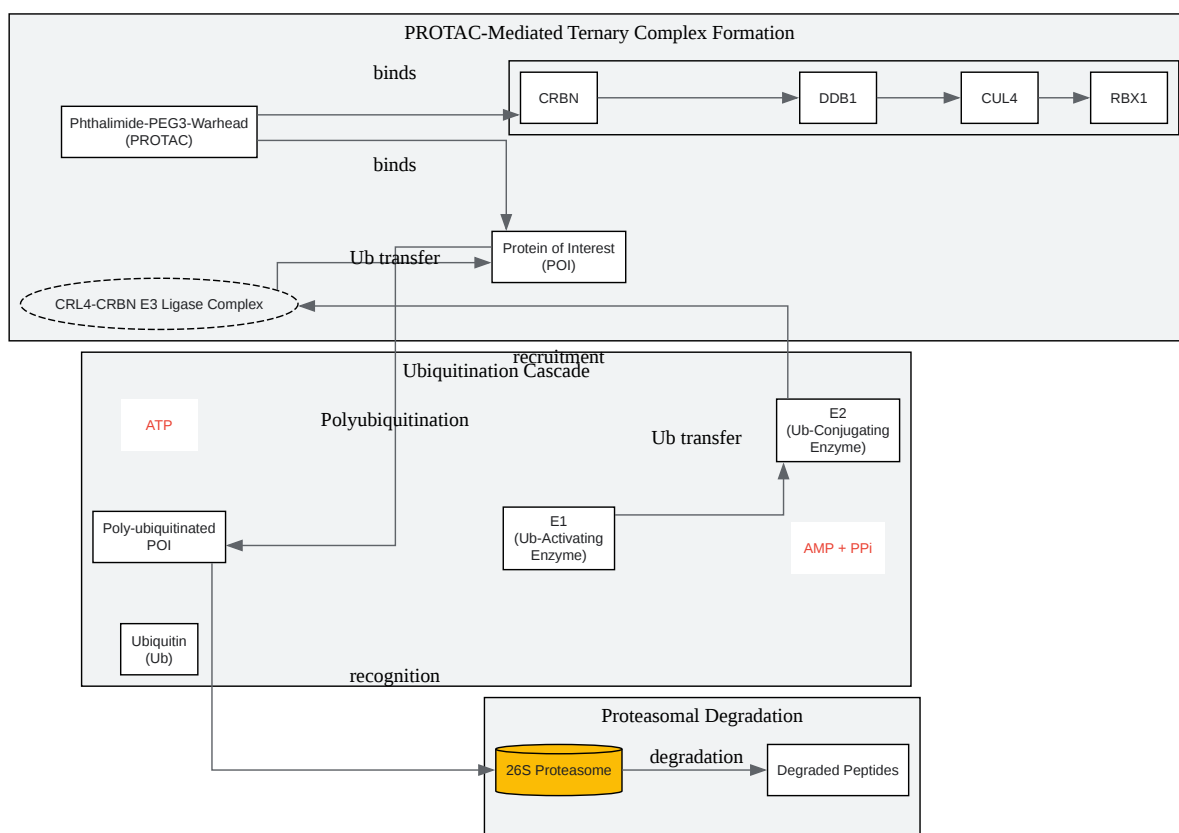 PROTAC-Mediated Ternary Complex Formation
binds
CRBN
DDB1
CUL4
RBX1
Phthalimide-PEG3-Warhead
(PROTAC)
binds
Protein of Interest
(POI)
Ub transfer
CRL4-CRBN E3 Ligase Complex
recruitment
Ubiquitination Cascade
ATP
Polyubiquitination
Ub transfer
E2
(Ub-Conjugating
Enzyme)
Poly-ubiquitinated
POI
E1
(Ub-Activating
Enzyme)
AMP + PPi
Ubiquitin
(Ub)
recognition
Proteasomal Degradation
26S Proteasome
degradation
Degraded Peptides